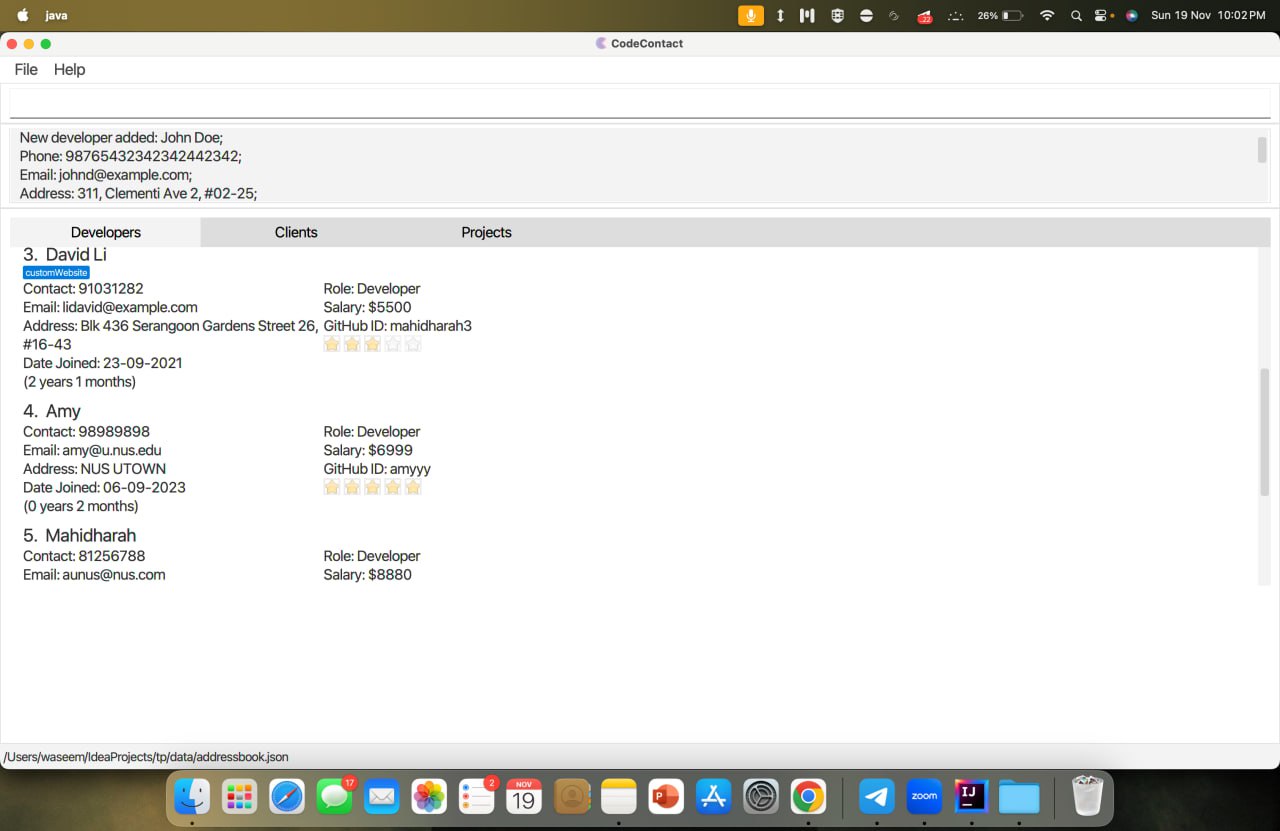 java
22
26%
Sun 19 Nov 10:02 PM
CodeContact
File Help
New developer added: John Doe;
Phone: 98765432342342442342;
Email: johnd@example.com;
Address: 311, Clementi Ave 2, #02-25;
Developers Clients Projects
3. David Li
customWebsite
Contact: 91031282 Role: Developer
Email: lidavid@example.com Salary: $5500
Address: Blk 436 Serangoon Gardens Street 26, GitHub ID: mahidharah3
#16-43
Date Joined: 23-09-2021
(2 years 1 months)
4. Amy
Contact: 98989898 Role: Developer
Email: amy@u.nus.edu Salary: $6999
Address: NUS UTOWN GitHub ID: amyyy
Date Joined: 06-09-2023
(0 years 2 months)
5. Mahidharah
Contact: 81256788 Role: Developer
Email: aunus@nus.com Salary: $8880
/Users/waseem/IdeaProjects/tp/data/addressbook.json
17
2
NOV
19
P
zoom
IJ